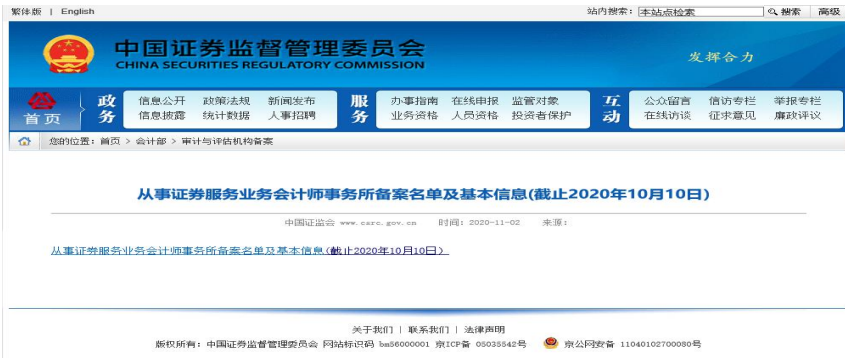 繁体版 | English 站内搜索：本站点检索 搜索 高级
中国证券监督管理委员会
CHINA SECURITIES REGULATORY COMMISSION
发挥合力
首页
政务
信息公开 政策法规 新闻发布
信息披露 统计数据 人事招聘
服务
办事指南 在线申报 监管对象
业务资格 人员资格 投资者保护
互动
公众留言 信访专栏 举报专栏
在线访谈 征求意见 廉政评议
您的位置：首页 > 会计部 > 审计与评估机构备案
从事证券服务业务会计师事务所备案名单及基本信息(截止2020年10月10日)
中国证监会 www.csrc.gov.cn 时间：2020-11-02 来源：
从事证券服务业务会计师事务所备案名单及基本信息(截止2020年10月10日)
关于我们 | 联系我们 | 法律声明
版权所有：中国证券监督管理委员会 网站标识码 bm56000001 京ICP备 05035542号 京公网安备 11040102700080号